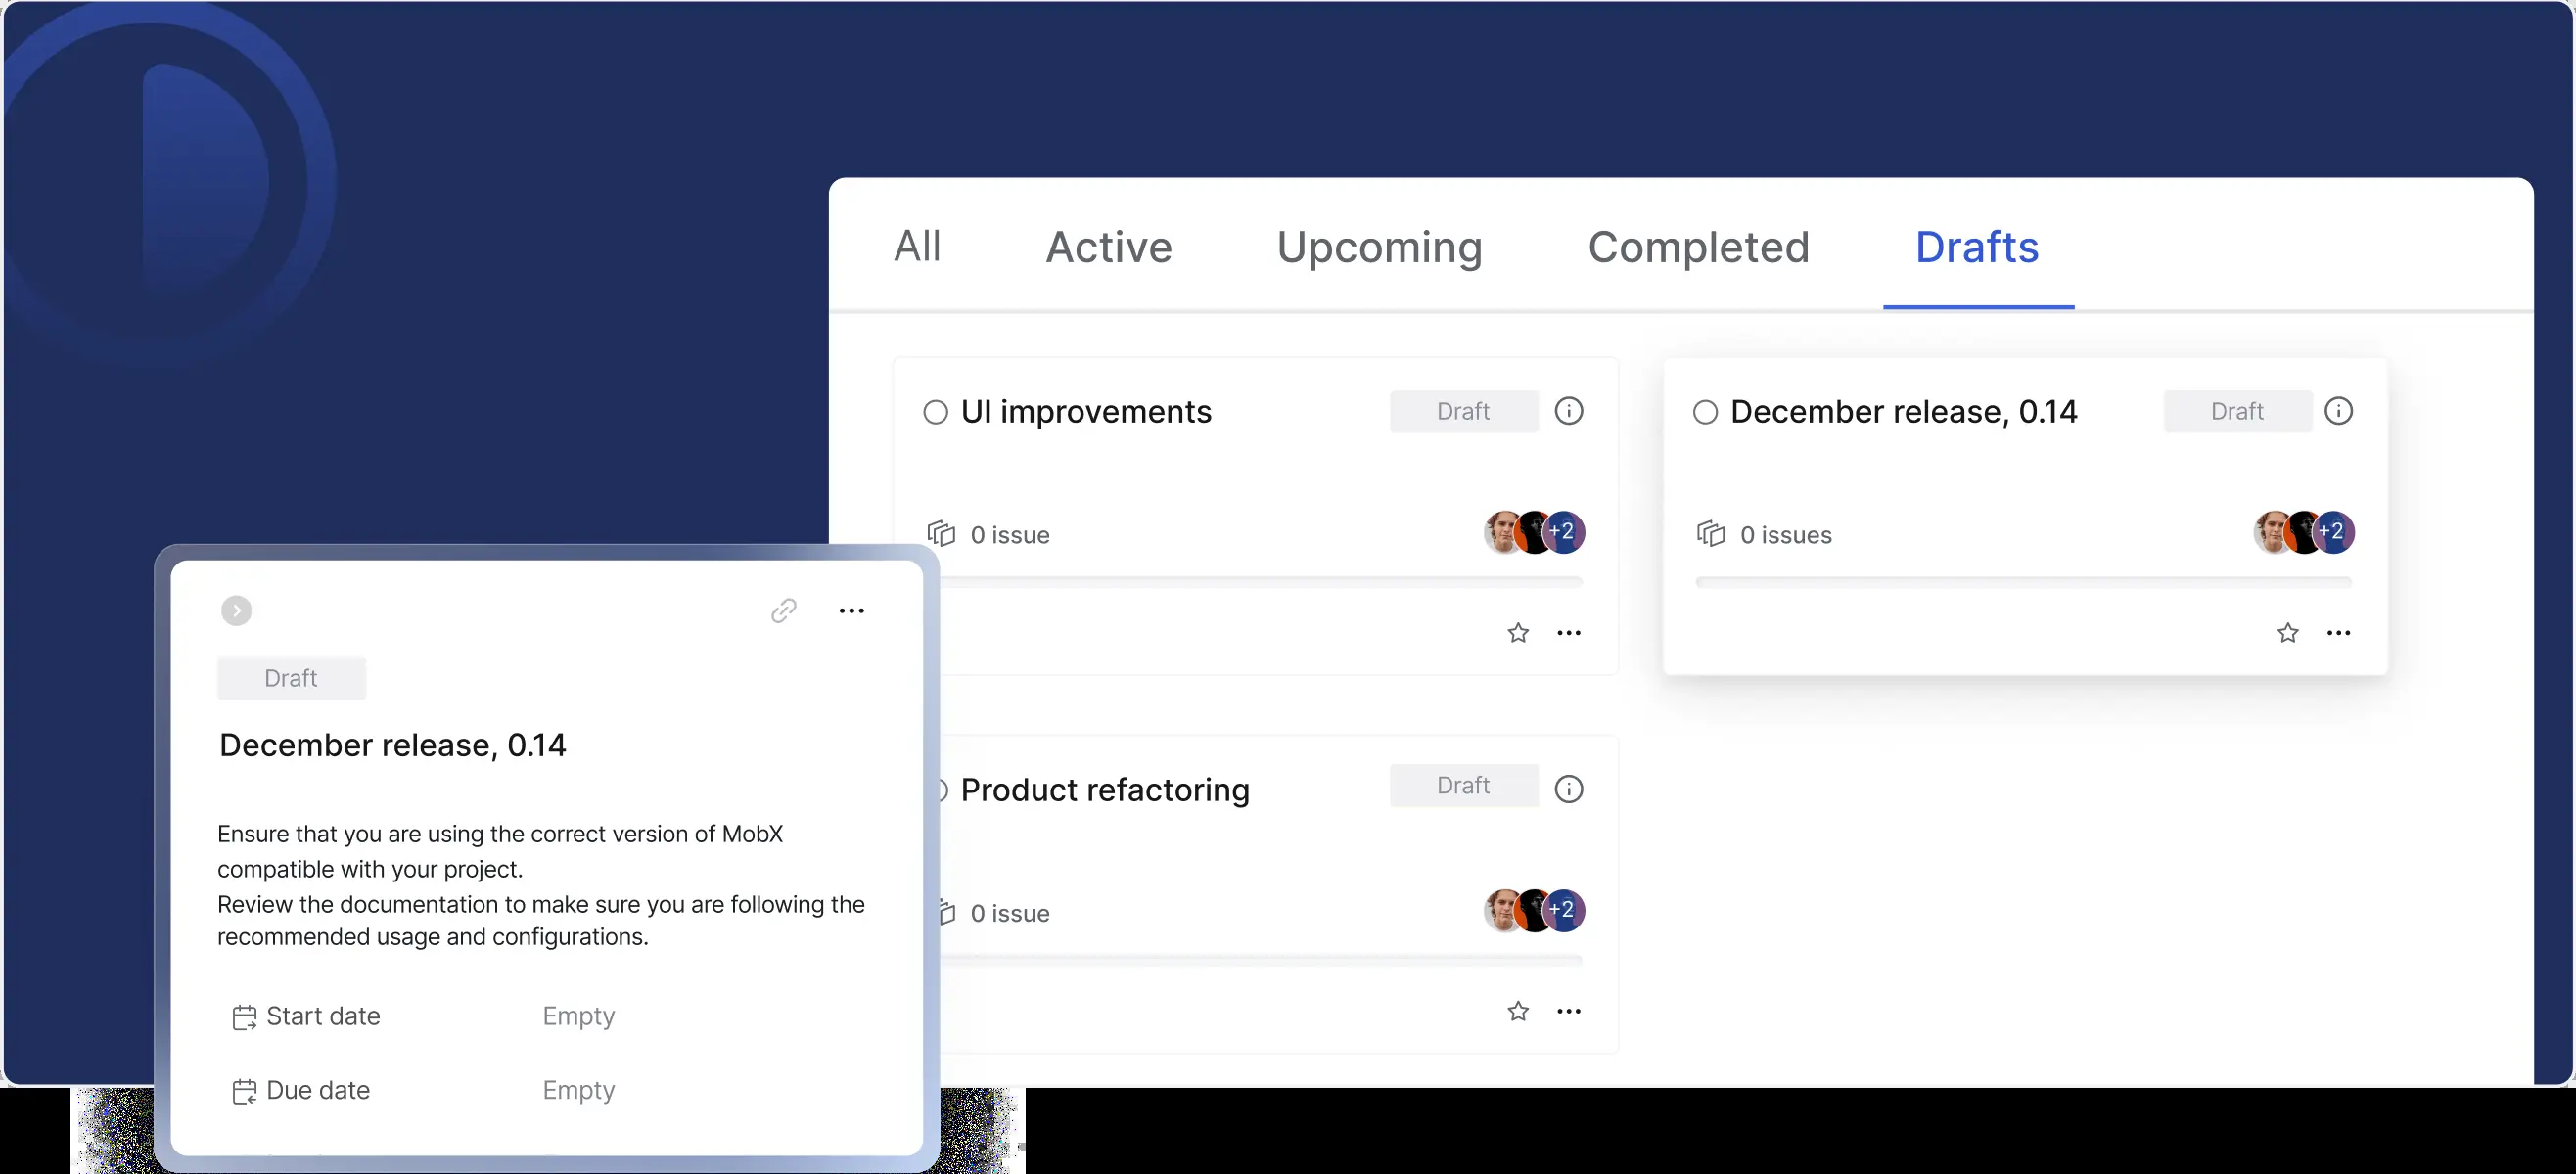 All
Active
Upcoming
Completed
Drafts
UI improvements
Draft
0 issue
+2
December release, 0.14
Draft
0 issues
+2
Product refactoring
Draft
0 issue
+2
Draft
December release, 0.14
Ensure that you are using the correct version of MobX
compatible with your project.
Review the documentation to make sure you are following the
recommended usage and configurations.
Start date
Empty
Due date
Empty